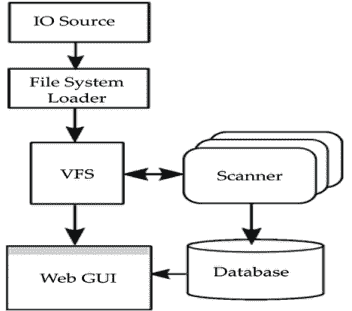 IO Source
File System
Loader
VFS
Scanner
Web GUI
Database